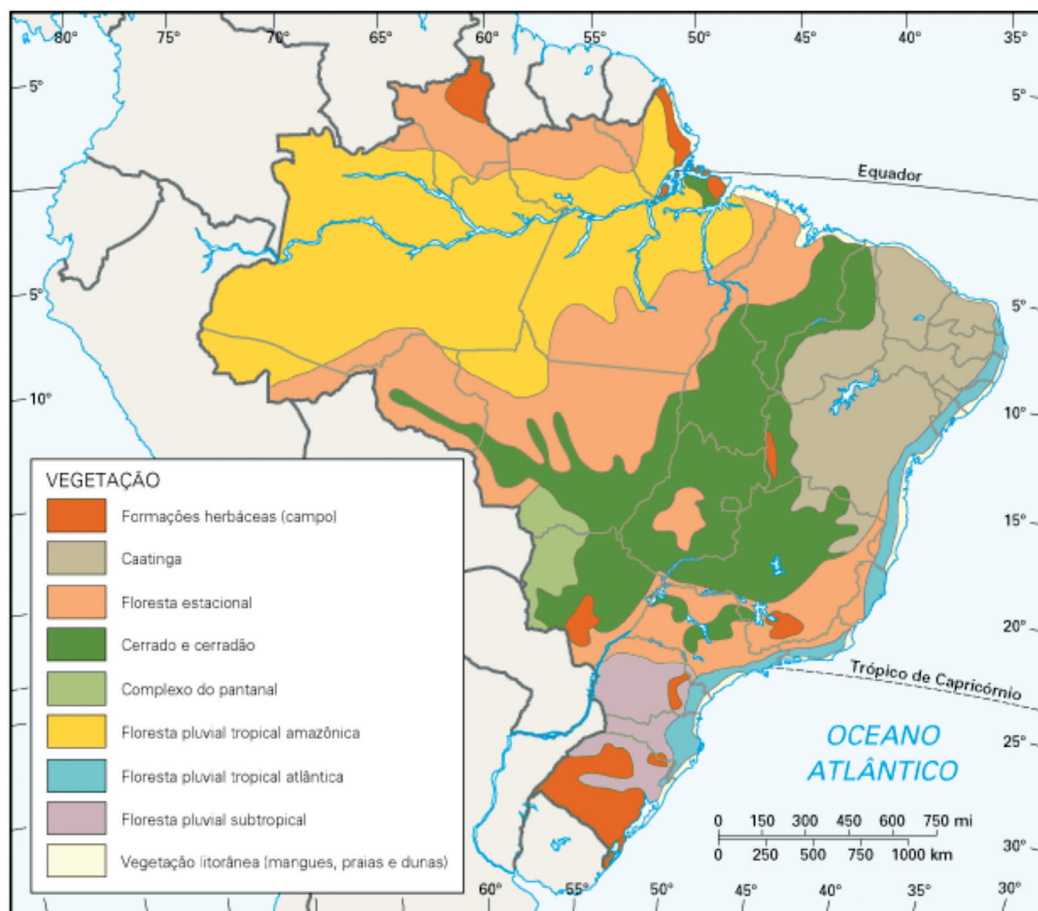 80° 75° 70° 65° 60° 55° 50° 45° 40° 35°
5° 5°
Equador
5° 5°
10° 10°
15°
20°
Trópico de Capricórnio
25°
30°
OCEANO
ATLÂNTICO
VEGETAÇÃO
Formações herbáceas (campo)
Caatinga
Floresta estacional
Cerrado e cerradão
Complexo do pantanal
Floresta pluvial tropical amazônica
Floresta pluvial tropical atlântica
Floresta pluvial subtropical
Vegetação litorânea (mangues, praias e dunas)
0 150 300 450 600 750 mi
0 250 500 750 1000 km
60° 55° 50° 45° 40° 35° 30°